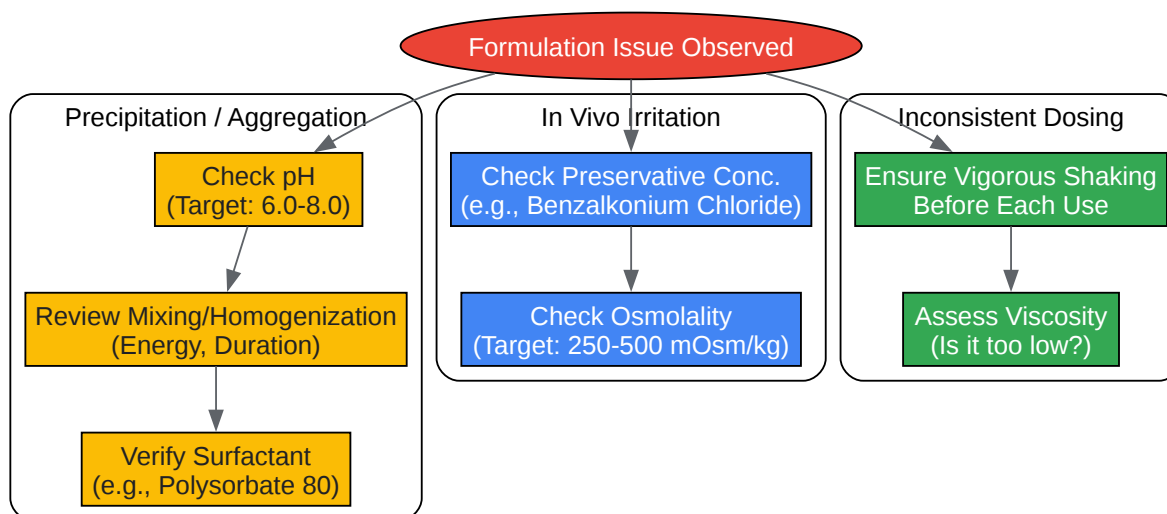 Formulation Issue Observed
Precipitation / Aggregation
Check pH
(Target: 6.0-8.0)
Review Mixing/Homogenization
(Energy, Duration)
Verify Surfactant
(e.g., Polysorbate 80)
In Vivo Irritation
Check Preservative Conc.
(e.g., Benzalkonium Chloride)
Check Osmolality
(Target: 250-500 mOsm/kg)
Inconsistent Dosing
Ensure Vigorous Shaking
Before Each Use
Assess Viscosity
(Is it too low?)